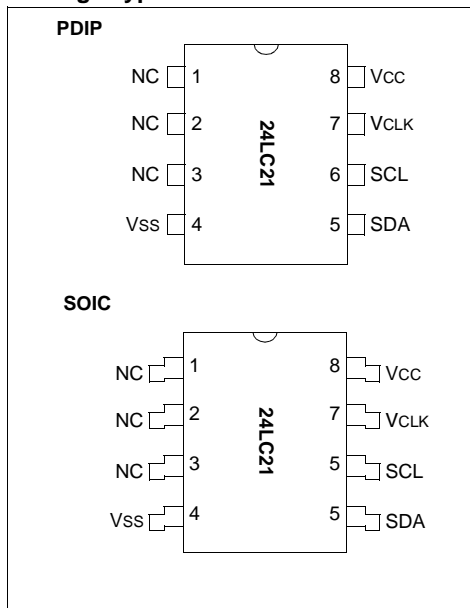 PDIP
NC 1 8 VCC
NC 2 7 VCLK
NC 3 6 SCL
VSS 4 5 SDA
24LC21
SOIC
NC 1 8 VCC
NC 2 7 VCLK
NC 3 5 SCL
VSS 4 5 SDA
24LC21